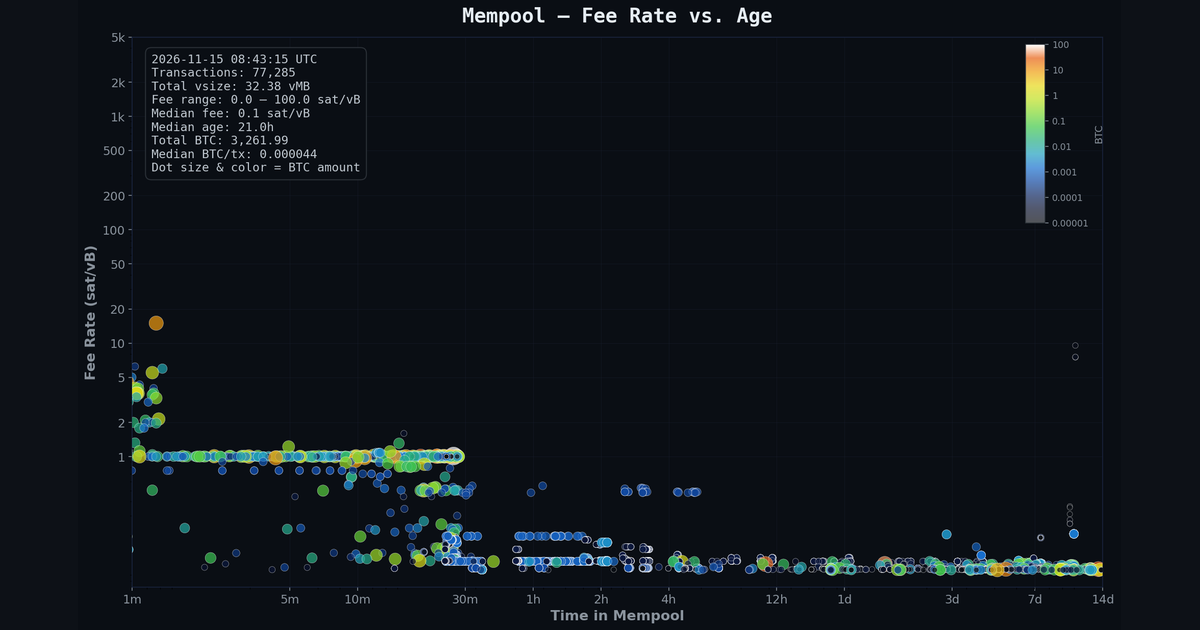 Mempool — Fee Rate vs. Age
2026-11-15 08:43:15 UTC
Transactions: 77,285
Total vsize: 32.38 vMB
Fee range: 0.0 – 100.0 sat/vB
Median fee: 0.1 sat/vB
Median age: 21.0h
Total BTC: 3,261.99
Median BTC/tx: 0.000044
Dot size & color = BTC amount
100
10
1
0.1
0.01
0.001
0.0001
0.00001
BTC
5k
2k
1k
500
200
100
50
20
10
5
2
1
Fee Rate (sat/vB)
1m
5m
10m
30m
1h
2h
4h
12h
1d
3d
7d
14d
Time in Mempool